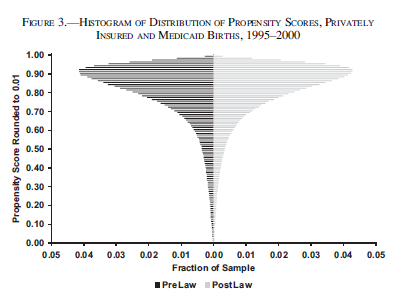 FIGURE 3.—HISTOGRAM OF DISTRIBUTION OF PROPENSITY SCORES, PRIVATELY
INSURED AND MEDICAID BIRTHS, 1995–2000
Propensity Score Rounded to 0.01
1.00
0.90
0.80
0.70
0.60
0.50
0.40
0.30
0.20
0.10
0.00
0.05 0.04 0.03 0.02 0.01 0.00 0.01 0.02 0.03 0.04 0.05
Fraction of Sample
PreLaw PostLaw